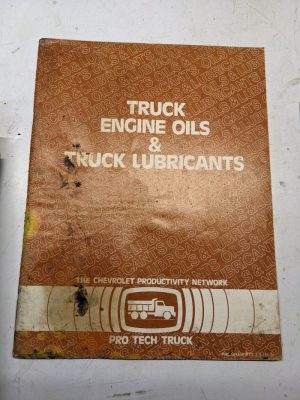 TRUCK
ENGINE OILS
&
TRUCK LUBRICANTS
THE CHEVROLET PRODUCTIVITY NETWORK
PRO TECH TRUCK